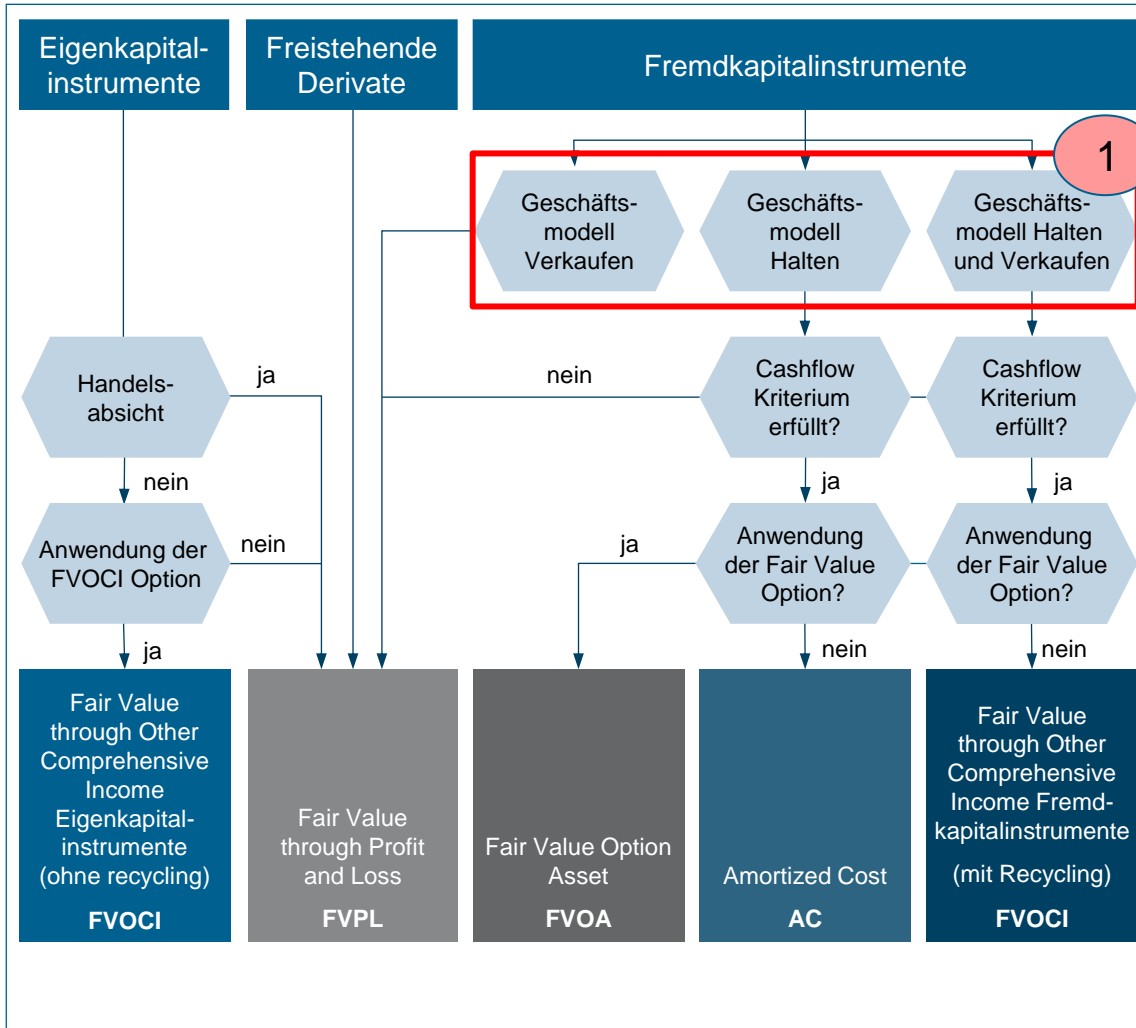 Eigenkapital-
instrumente
Freistehende
Derivate
Fremdkapitalinstrumente
1
Geschäfts-
modell
Verkaufen
Geschäfts-
modell
Halten
Geschäfts-
modell Halten
und Verkaufen
Handels-
absicht
ja
nein
Cashflow
Kriterium
erfüllt?
Cashflow
Kriterium
erfüllt?
nein
ja
ja
Anwendung der
FVOCI Option
nein
ja
Anwendung
der Fair Value
Option?
Anwendung
der Fair Value
Option?
ja
nein
nein
Fair Value
through Other
Comprehensive
Income
Eigenkapital-
instrumente
(ohne recycling)
FVOCI
Fair Value
through Profit
and Loss
FVPL
Fair Value Option
Asset
FVOA
Amortized Cost
AC
Fair Value
through Other
Comprehensive
Income Fremd-
kapitalinstrumente
(mit Recycling)
FVOCI